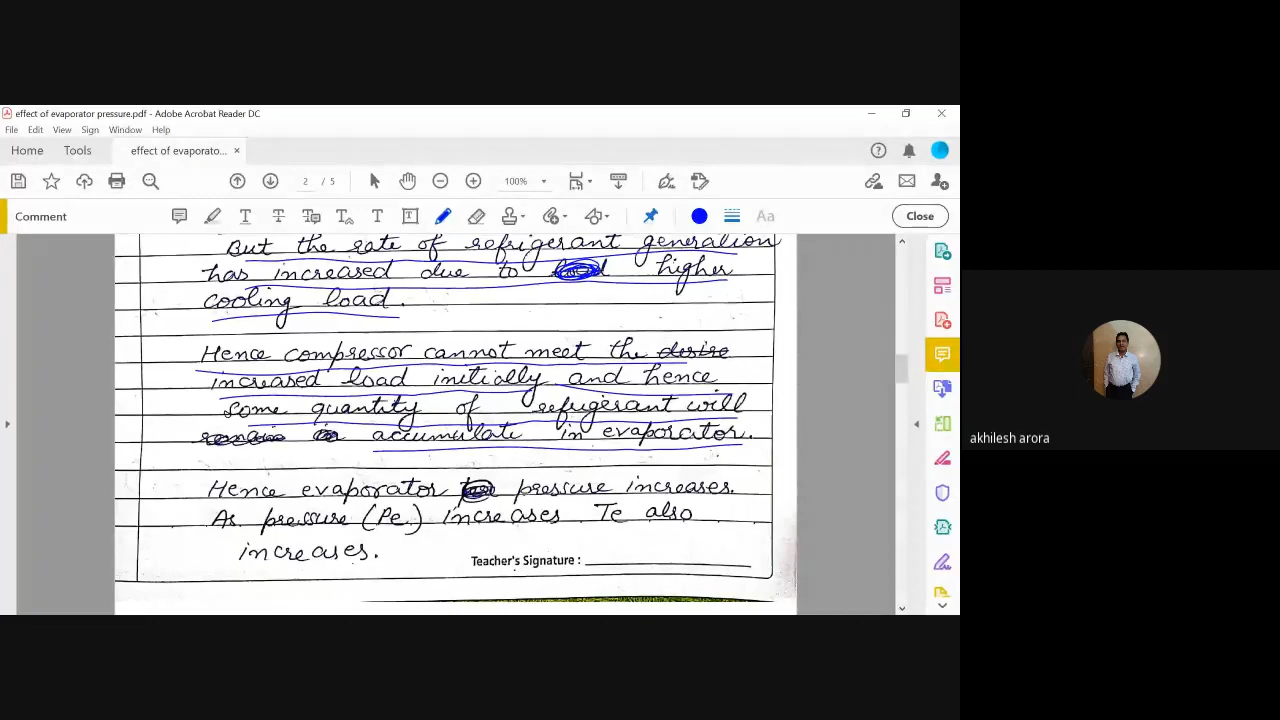 effect of evaporator pressure.pdf - Adobe Acrobat Reader DC
File Edit View Sign Window Help
Home Tools effect of evaporato... ×
2 / 5 100%
Comment Aa Close
But the rate of refrigerant generation
has increased due to higher
cooling load.
Hence compressor cannot meet the desire
increased load initially and hence
some quantity of refrigerant will
accumulate in evaporator.
Hence evaporator pressure increases.
As pressure (Pe) increases Te also
increases.
Teacher's Signature :
akhilesh arora